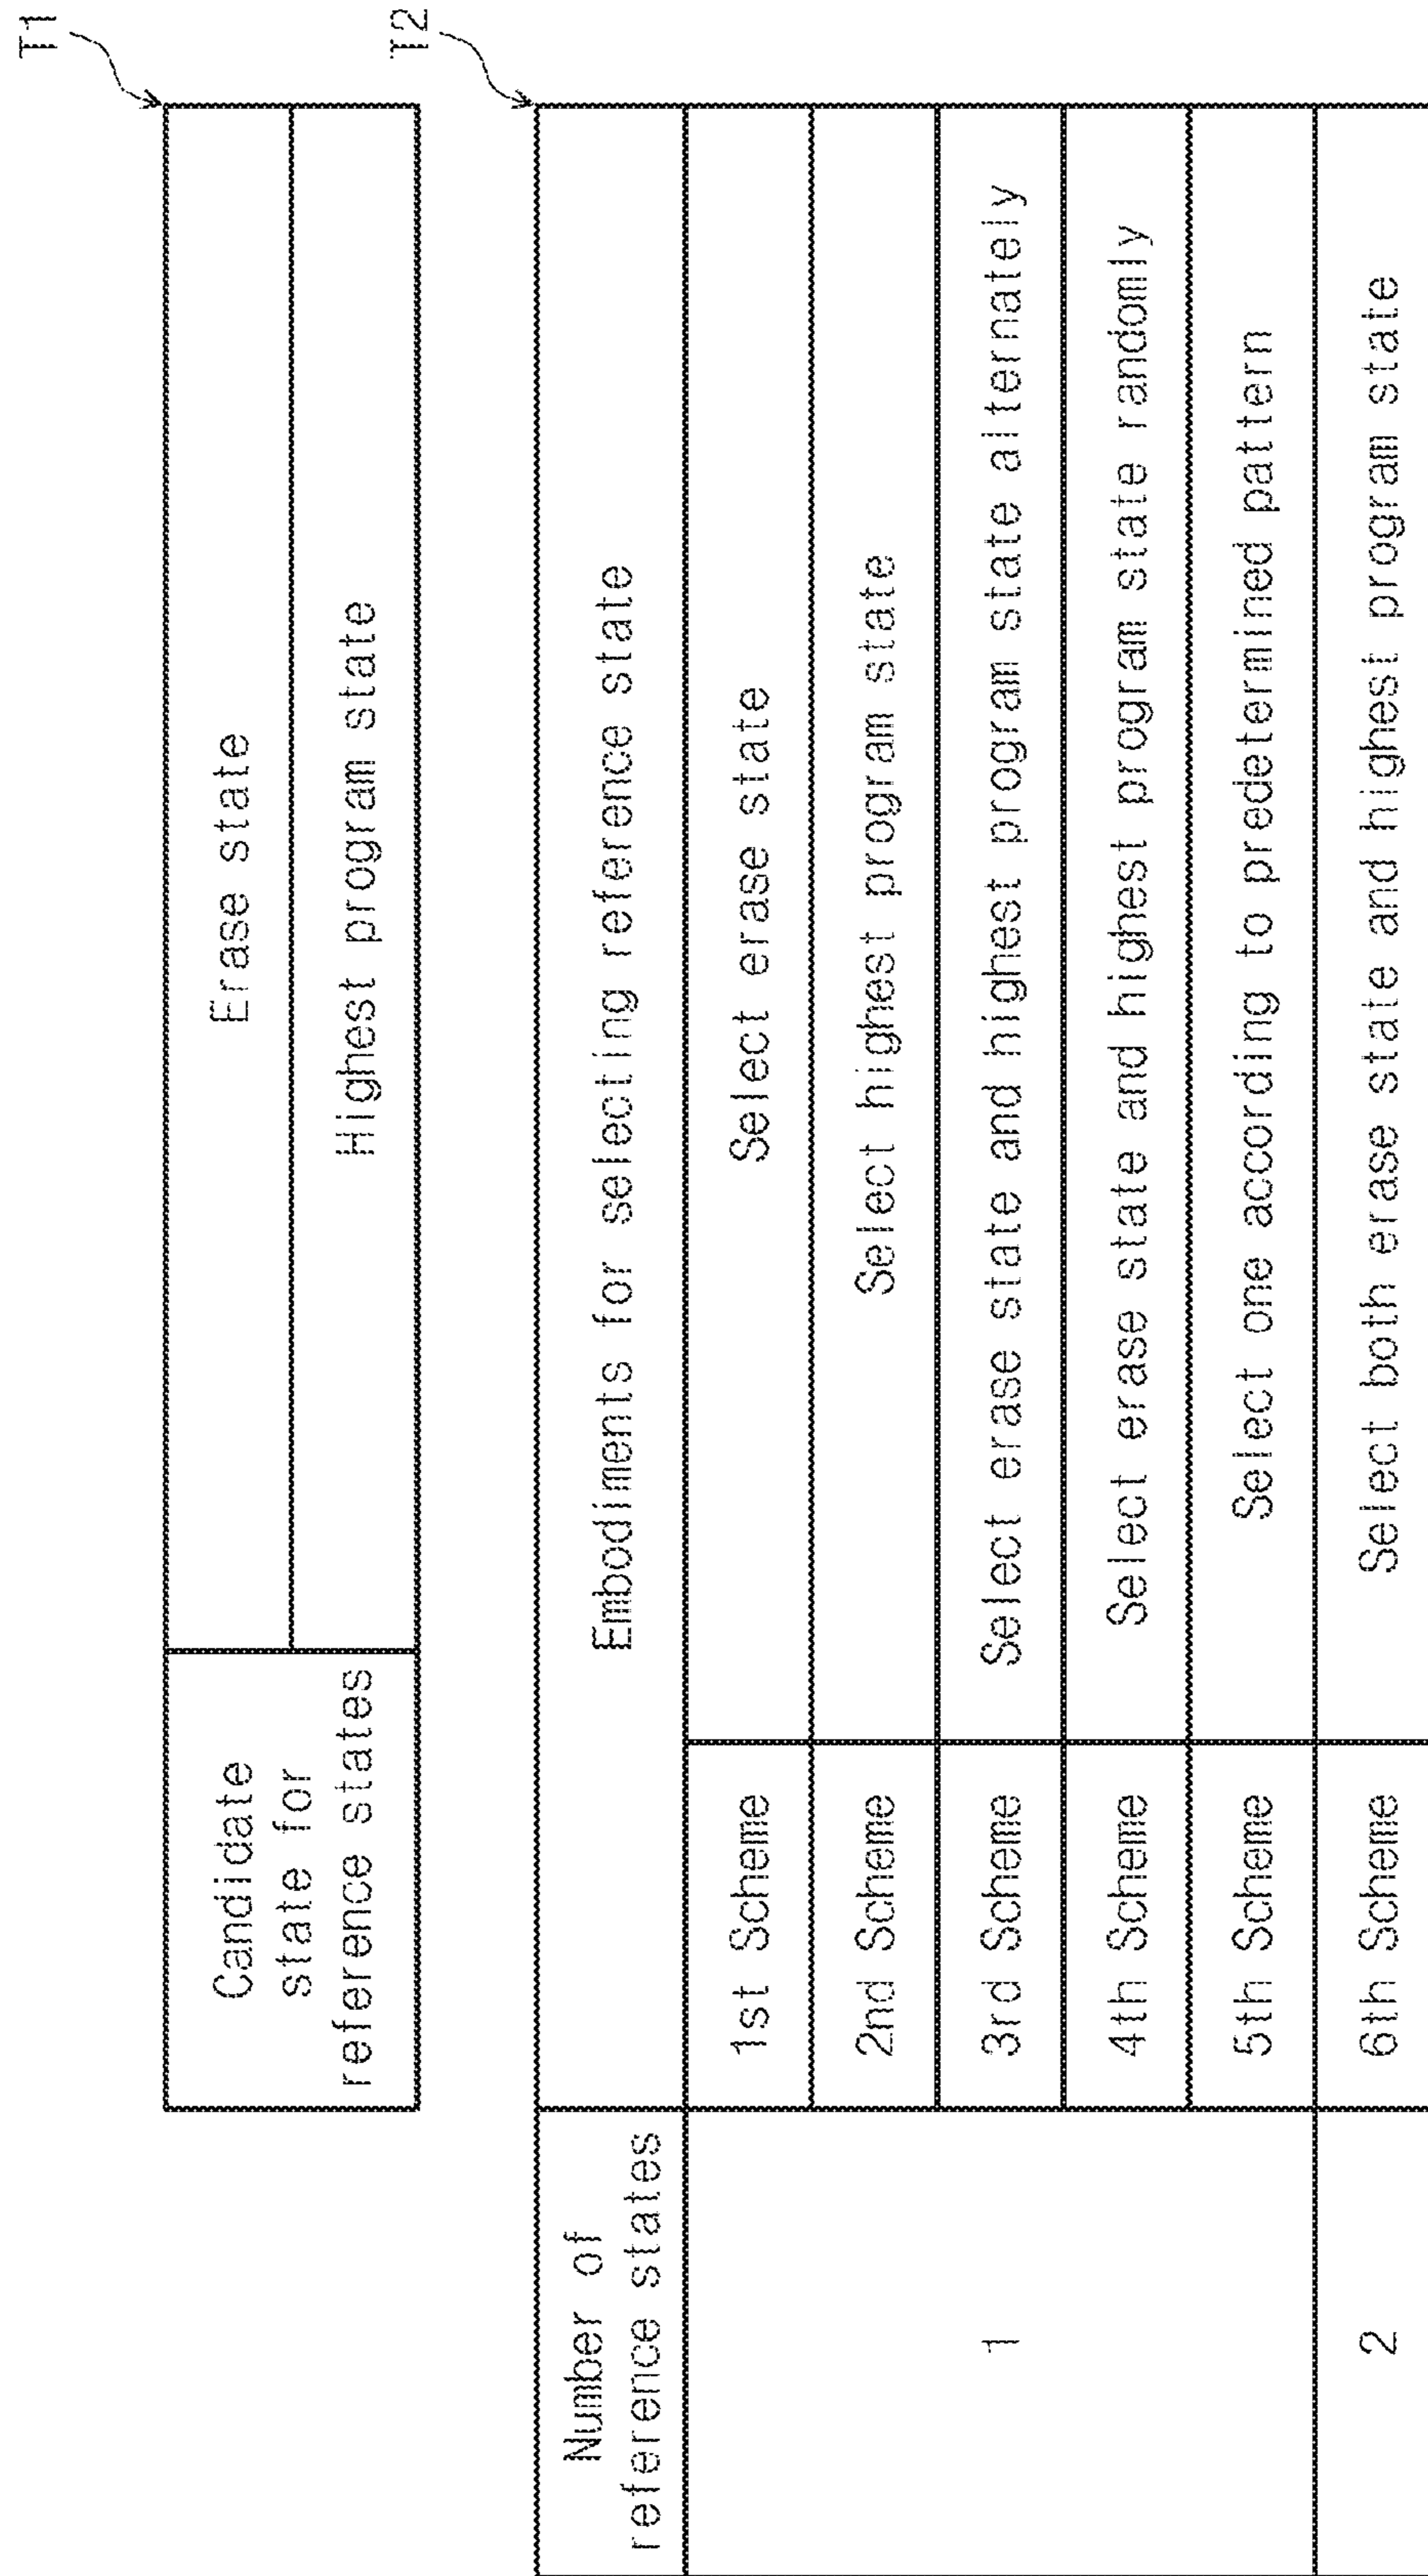 T1
Candidate
state for
reference states
Erase state
Highest program state
T2
Number of
reference states
Embodiments for selecting reference state
1
1st Scheme
Select erase state
2nd Scheme
Select highest program state
3rd Scheme
Select erase state and highest program state alternately
4th Scheme
Select erase state and highest program state randomly
5th Scheme
Select one according to predetermined pattern
2
6th Scheme
Select both erase state and highest program state